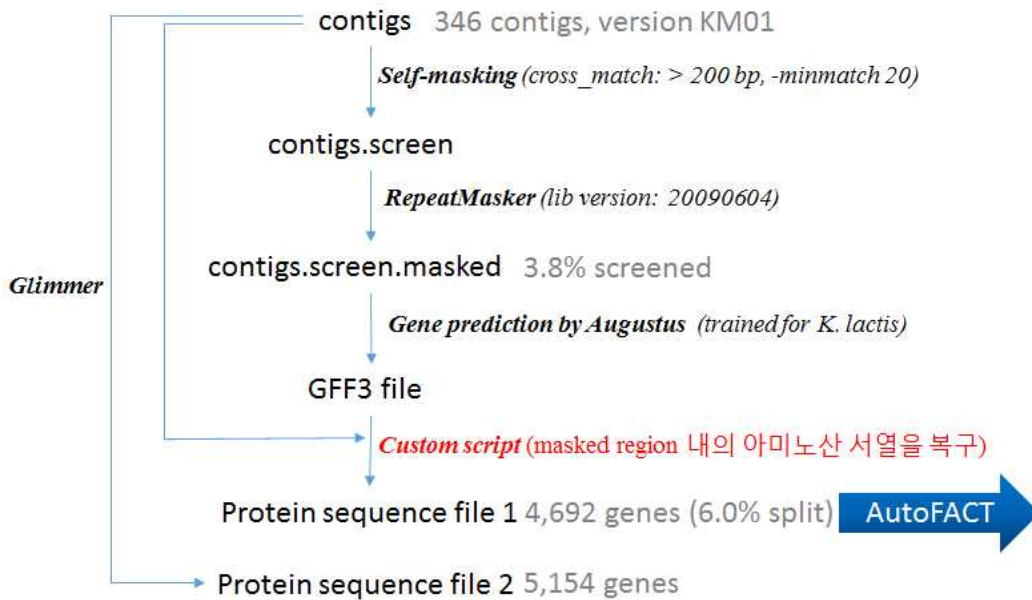 contigs 346 contigs, version KM01
Self-masking (cross_match: > 200 bp, -minmatch 20)
contigs.screen
RepeatMasker (lib version: 20090604)
contigs.screen.masked 3.8% screened
Glimmer
Gene prediction by Augustus (trained for K. lactis)
GFF3 file
Custom script (masked region 내의 아미노산 서열을 복구)
Protein sequence file 1 4,692 genes (6.0% split) AutoFACT
Protein sequence file 2 5,154 genes